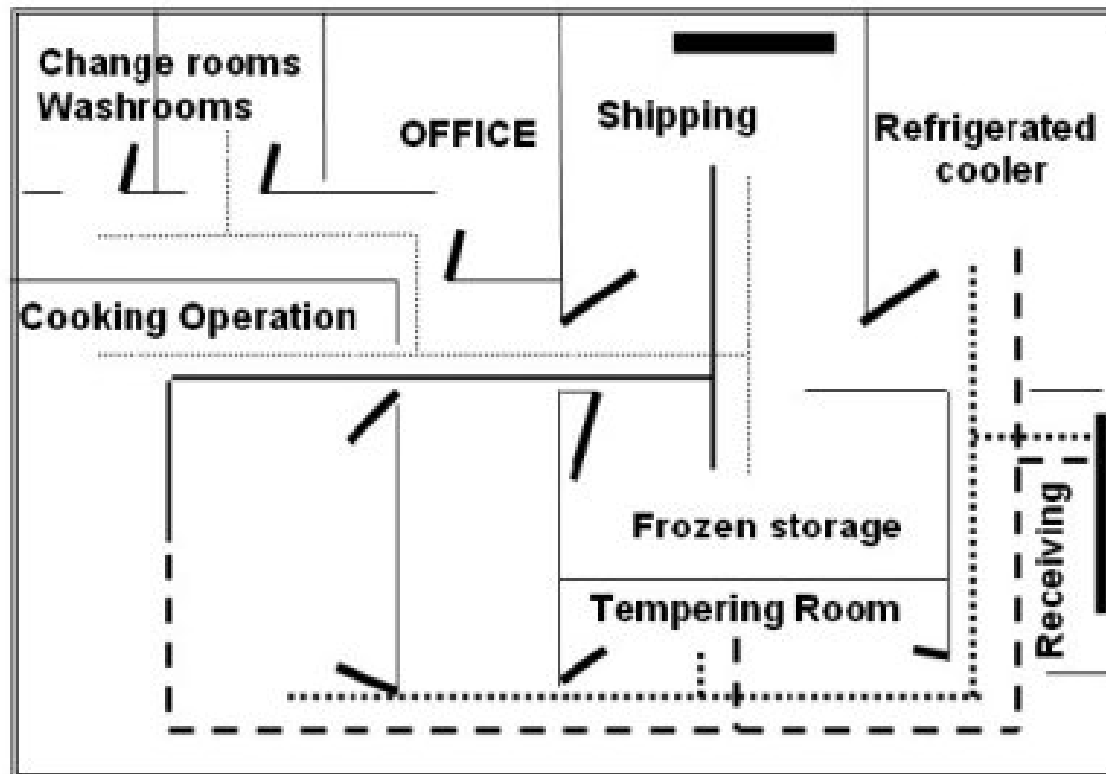 Change rooms
Washrooms
OFFICE
Shipping
Refrigerated
cooler
Cooking Operation
Frozen storage
Tempering Room
Receiving